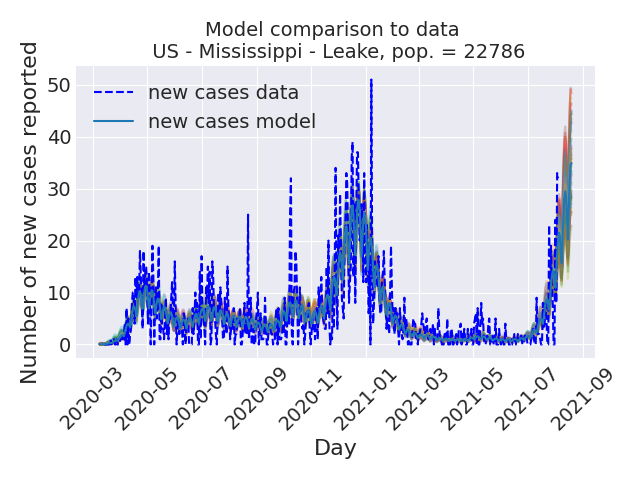 Model comparison to data
US - Mississippi - Leake, pop. = 22786
Number of new cases reported
50
40
30
20
10
0
new cases data
new cases model
2020-03
2020-05
2020-07
2020-09
2020-11
2021-01
2021-03
2021-05
2021-07
2021-09
Day